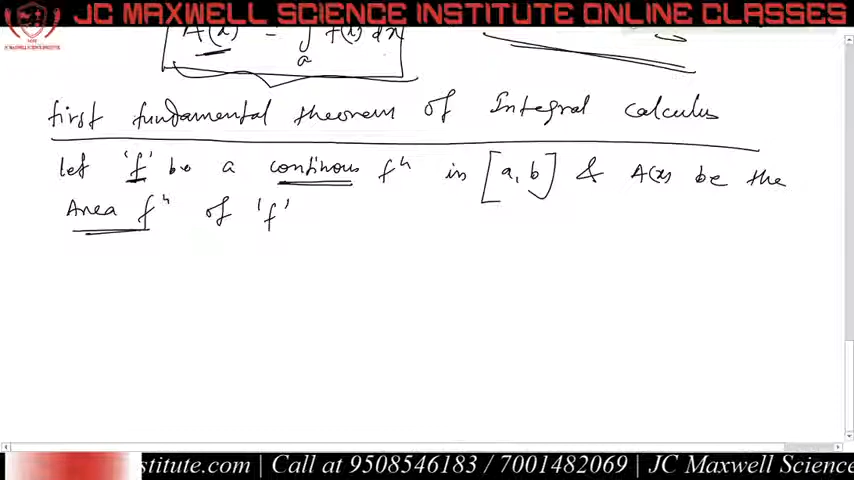 JC MAXWELL SCIENCE INSTITUTE ONLINE CLASSES
A(x) = ∫ f(x) dx
a
first fundamental theorem of Integral calculus
let 'f' be a continous fⁿ in [a, b] & A(x) be the
Area fⁿ of 'f'
stitute.com | Call at 9508546183 / 7001482069 | JC Maxwell Science